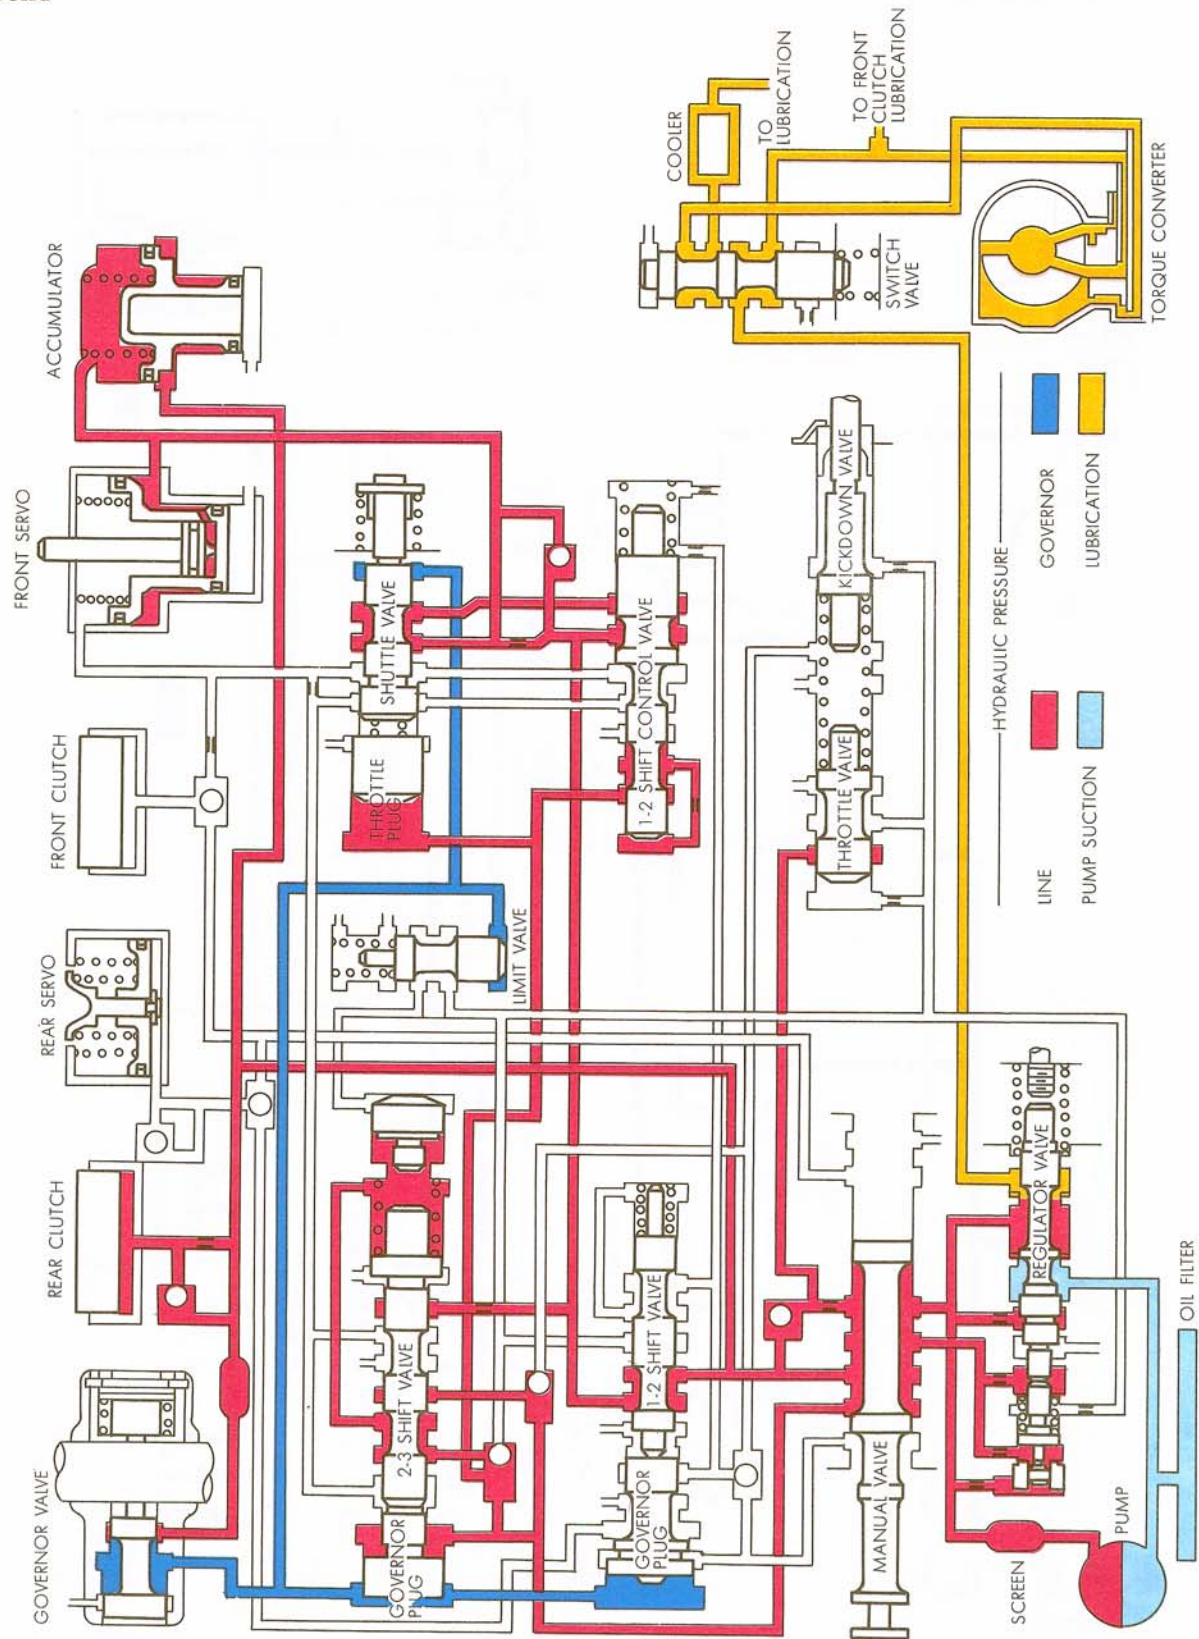 GOVERNOR VALVE
REAR CLUTCH
REAR SERVO
FRONT CLUTCH
FRONT SERVO
ACCUMULATOR
GOVERNOR
PLUG
2-3 SHIFT VALVE
LIMIT VALVE
THROTTLE
PLUG
SHUTTLE VALVE
GOVERNOR
PLUG
1-2 SHIFT VALVE
1-2 SHIFT CONTROL VALVE
COOLER
TO
LUBRICATION
TO FRONT
CLUTCH
LUBRICATION
SWITCH
VALVE
MANUAL VALVE
THROTTLE VALVE
KICKDOWN VALVE
SCREEN
PUMP
REGULATOR VALVE
OIL FILTER
TORQUE CONVERTER
HYDRAULIC PRESSURE
LINE
GOVERNOR
PUMP SUCTION
LUBRICATION